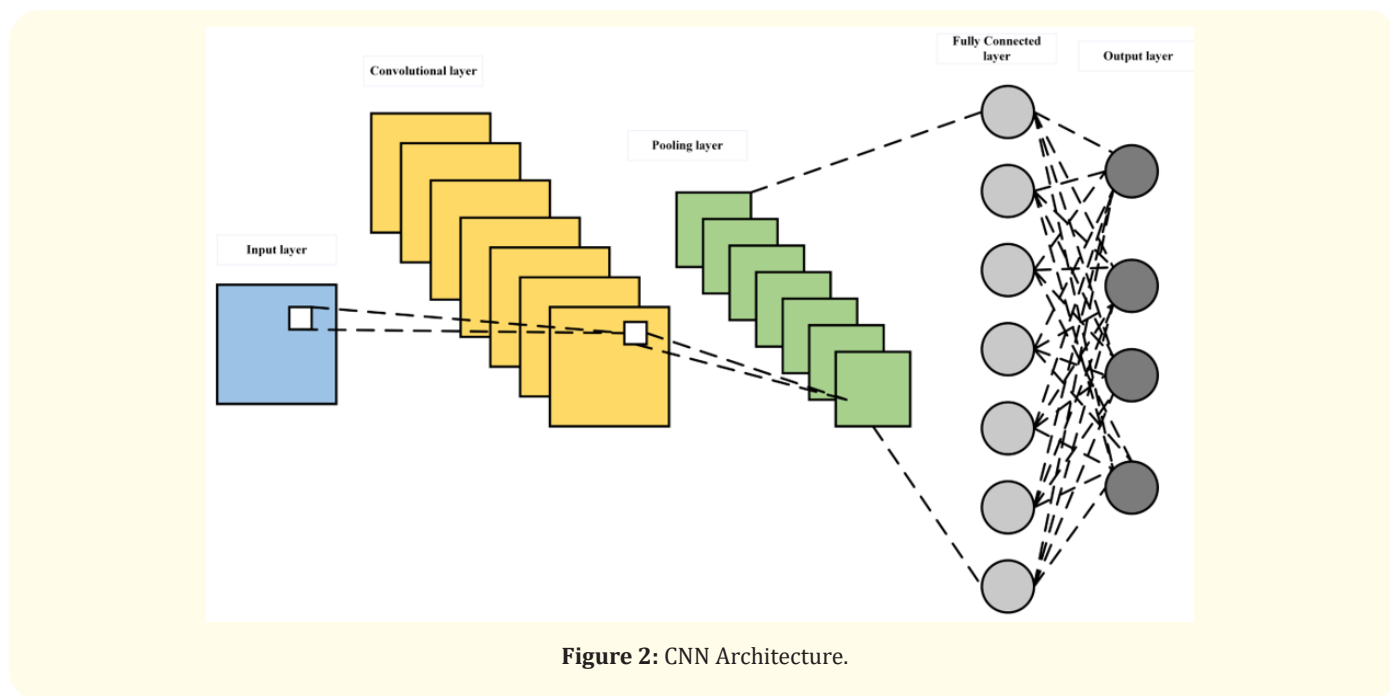 Input layer
Convolutional layer
Pooling layer
Fully Connected
layer
Output layer
Figure 2: CNN Architecture.